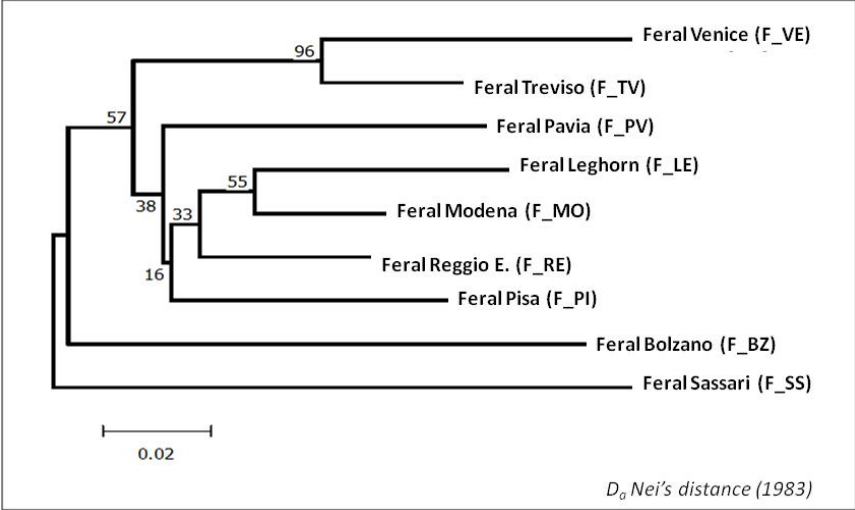 96
Feral Venice (F_VE)
Feral Treviso (F_TV)
57
Feral Pavia (F_PV)
55
Feral Leghorn (F_LE)
38
33
Feral Modena (F_MO)
Feral Reggio E. (F_RE)
16
Feral Pisa (F_PI)
Feral Bolzano (F_BZ)
Feral Sassari (F_SS)
0.02
Da Nei's distance (1983)